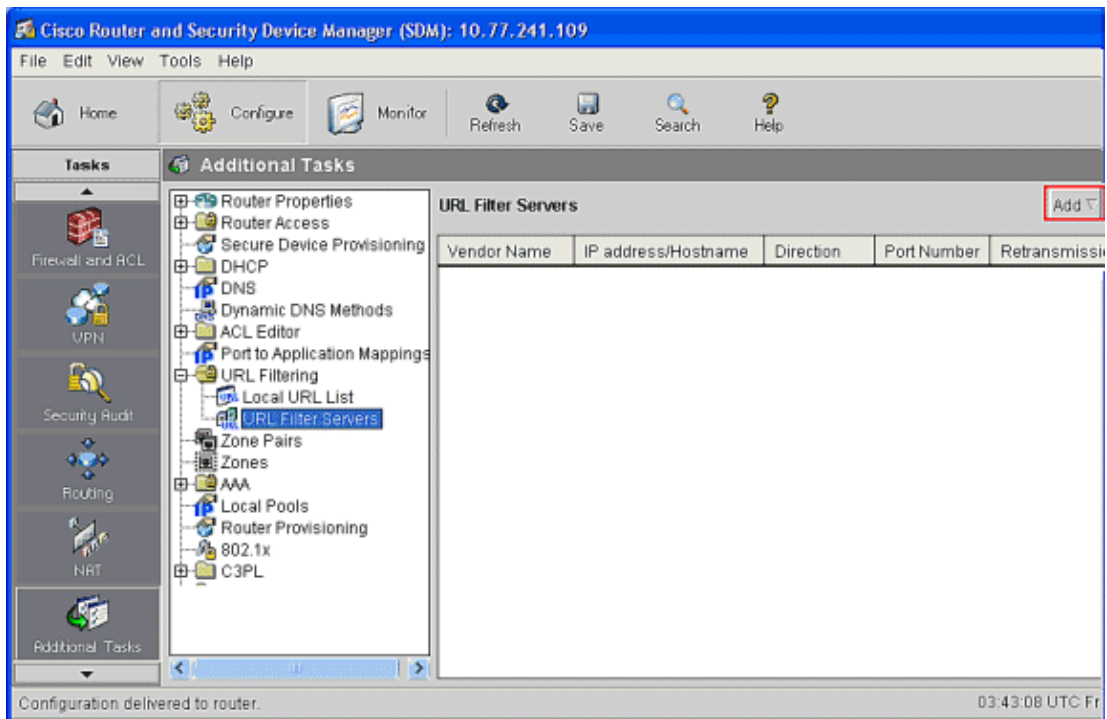 Cisco Router and Security Device Manager (SDM): 10.77.241.109
File Edit View Tools Help
Home Configure Monitor Refresh Save Search Help
Tasks
Additional Tasks
Firewall and ACL
VPN
Security Audit
Routing
NAT
Additional Tasks
Router Properties
Router Access
Secure Device Provisioning
DHCP
DNS
Dynamic DNS Methods
ACL Editor
Port to Application Mappings
URL Filtering
Local URL List
URL Filter Servers
Zone Pairs
Zones
AAA
Local Pools
Router Provisioning
802.1x
C3PL
URL Filter Servers
Add
Vendor Name IP address/Hostname Direction Port Number Retransmissi
Configuration delivered to router.
03:43:08 UTC Fr